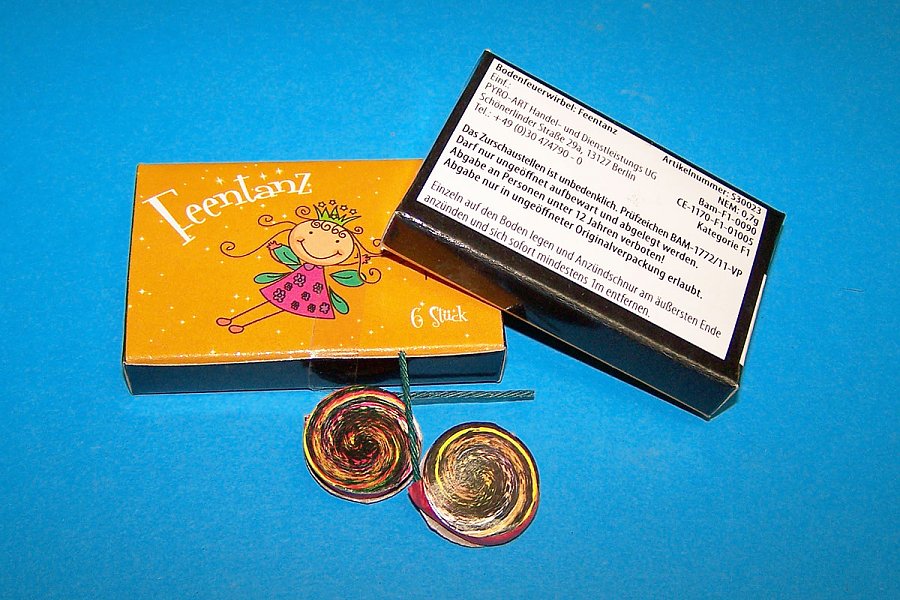 Feentanz
6 Stück
Bodenfeuerwirbel: Feentanz
Einf.:
PYRO-ART Handel- und Dienstleistungs UG
Schönerlinder Straße 29a, 13127 Berlin
Tel.: +49 (0)30 474790 - 0
Artikelnummer: 530023
NEM: 0,79
Bam-F1-0090
CE-1170-F1-01005
Kategorie F1
Das Zurschaustellen ist unbedenklich, Prüfzeichen BAM-1772/11-VP
Darf nur ungeöffnet aufbewart und abgelegt werden.
Abgabe an Personen unter 12 Jahren verboten!
Abgabe nur in ungeöffneter Originalverpackung erlaubt.
Einzeln auf den Boden legen und Anzündschnur am äußersten Ende
anzünden und sich sofort mindestens 1m entfernen.